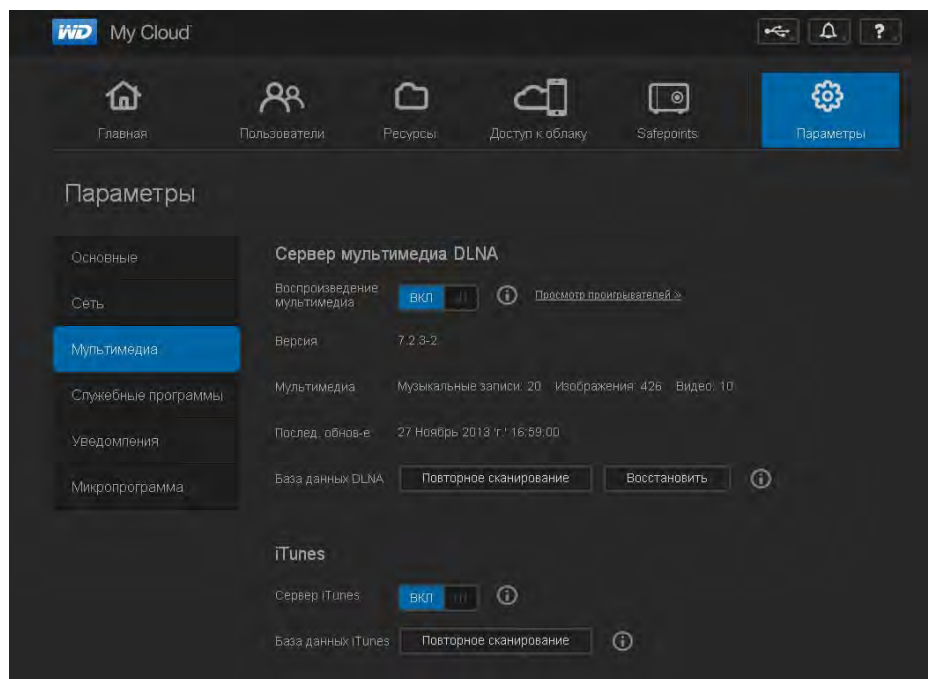 WD My Cloud
?
Главная Пользователи Ресурсы Доступ к облаку Safepoints Параметры
Параметры
Основные
Сеть
Мультимедиа
Служебные программы
Уведомления
Микропрограмма
Сервер мультимедиа DLNA
Воспроизведение
мультимедиа
ВКЛ
Просмотр проигрывателей »
Версия 7.2.3-2
Мультимедиа Музыкальные записи: 20 Изображения: 426 Видео: 10
Послед. обнов-е 27 Ноябрь 2013 'г.' 16:59:00
База данных DLNA Повторное сканирование Восстановить
iTunes
Сервер iTunes ВКЛ
База данных iTunes Повторное сканирование